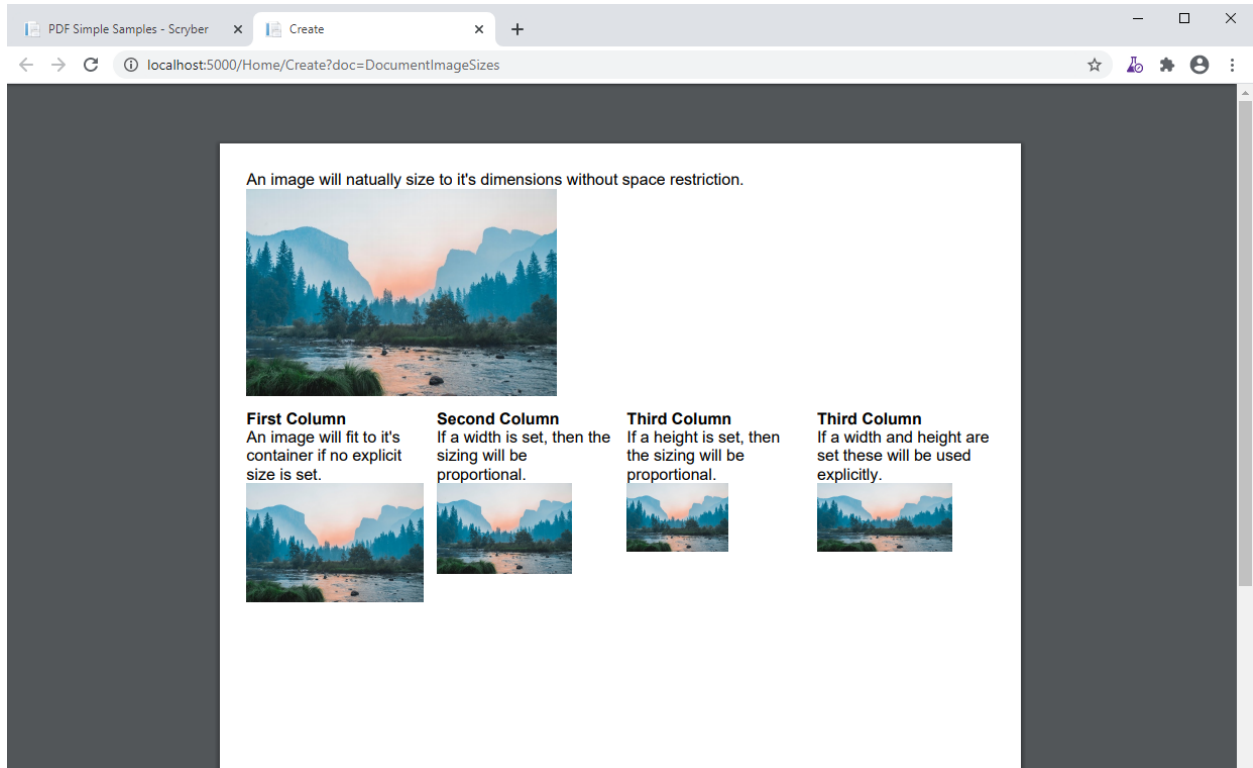 PDF Simple Samples - Scryber
Create
localhost:5000/Home/Create?doc=DocumentImageSizes
An image will natually size to it's dimensions without space restriction.
First Column
An image will fit to it's
container if no explicit
size is set.
Second Column
If a width is set, then the
sizing will be
proportional.
Third Column
If a height is set, then
the sizing will be
proportional.
Third Column
If a width and height are
set these will be used
explicitly.